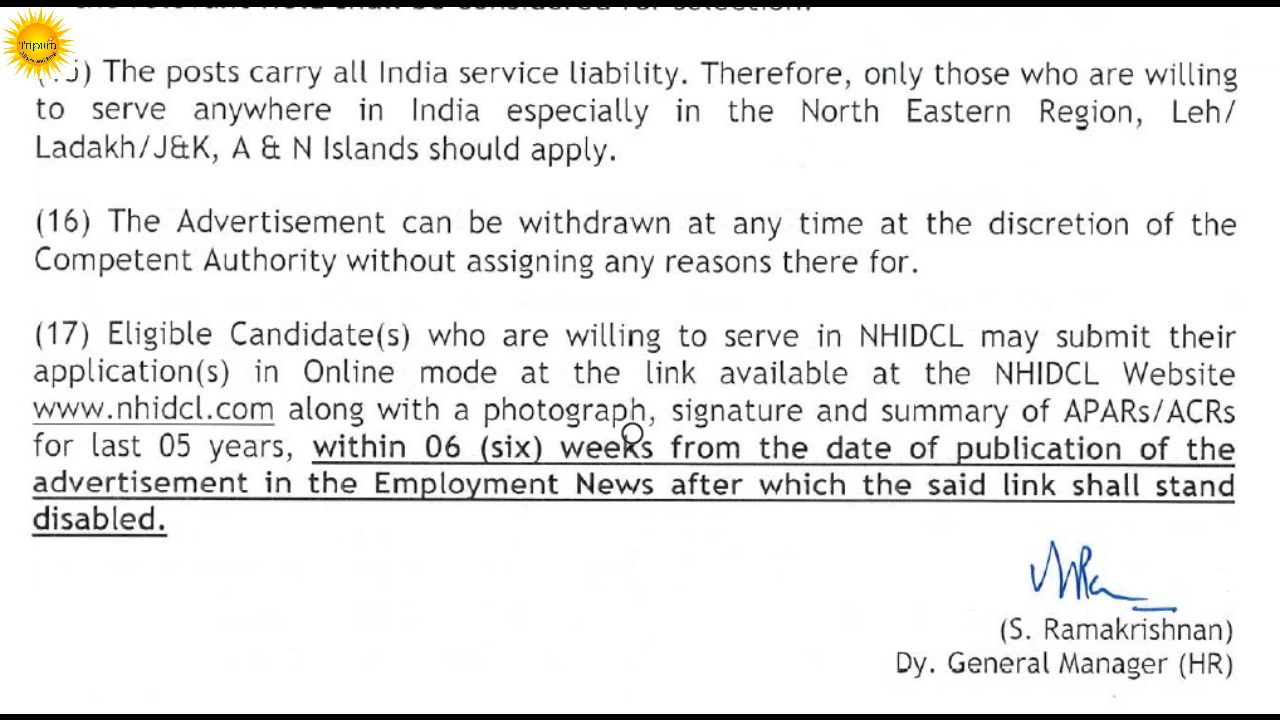 Tripura
15) The posts carry all India service liability. Therefore, only those who are willing
to serve anywhere in India especially in the North Eastern Region, Leh/
Ladakh/J&K, A & N Islands should apply.
(16) The Advertisement can be withdrawn at any time at the discretion of the
Competent Authority without assigning any reasons there for.
(17) Eligible Candidate(s) who are willing to serve in NHIDCL may submit their
application(s) in Online mode at the link available at the NHIDCL Website
www.nhidcl.com along with a photograph, signature and summary of APARs/ACRs
for last 05 years, within 06 (six) weeks from the date of publication of the
advertisement in the Employment News after which the said link shall stand
disabled.
(S. Ramakrishnan)
Dy. General Manager (HR)